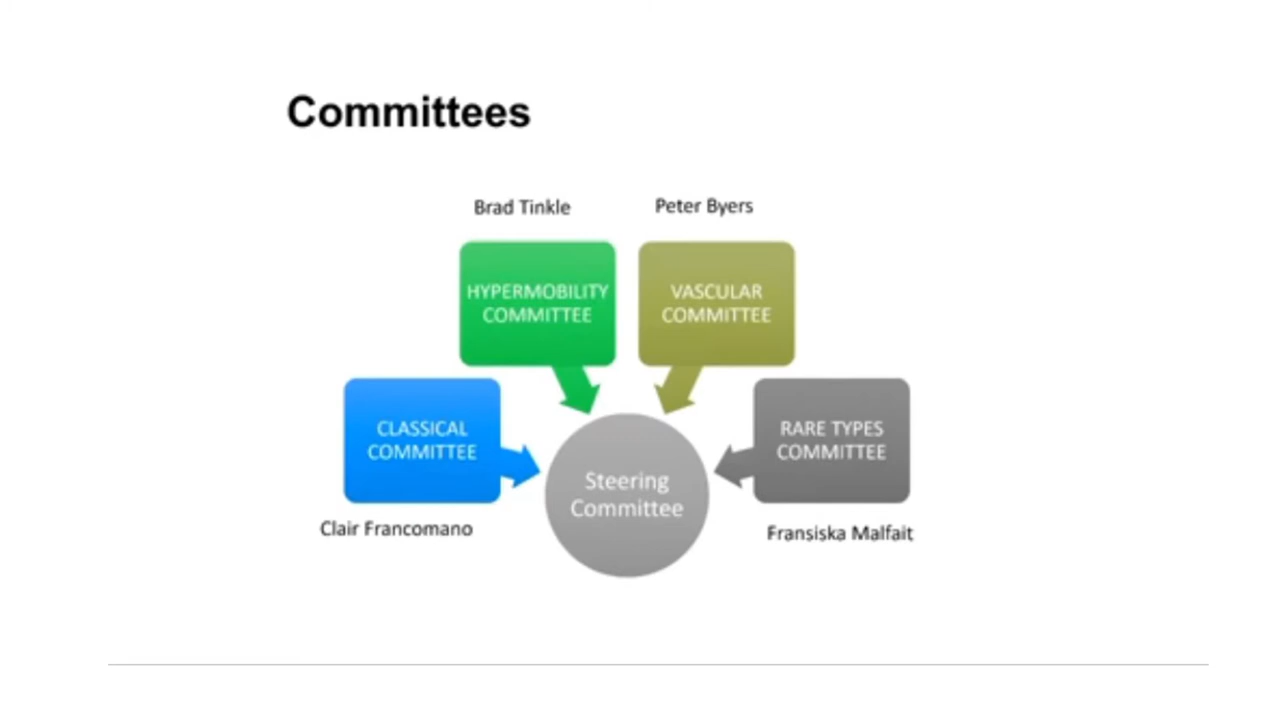 Committees
Brad Tinkle
Peter Byers
HYPERMOBILITY
COMMITTEE
VASCULAR
COMMITTEE
CLASSICAL
COMMITTEE
RARE TYPES
COMMITTEE
Steering
Committee
Clair Francomano
Fransiska Malfait